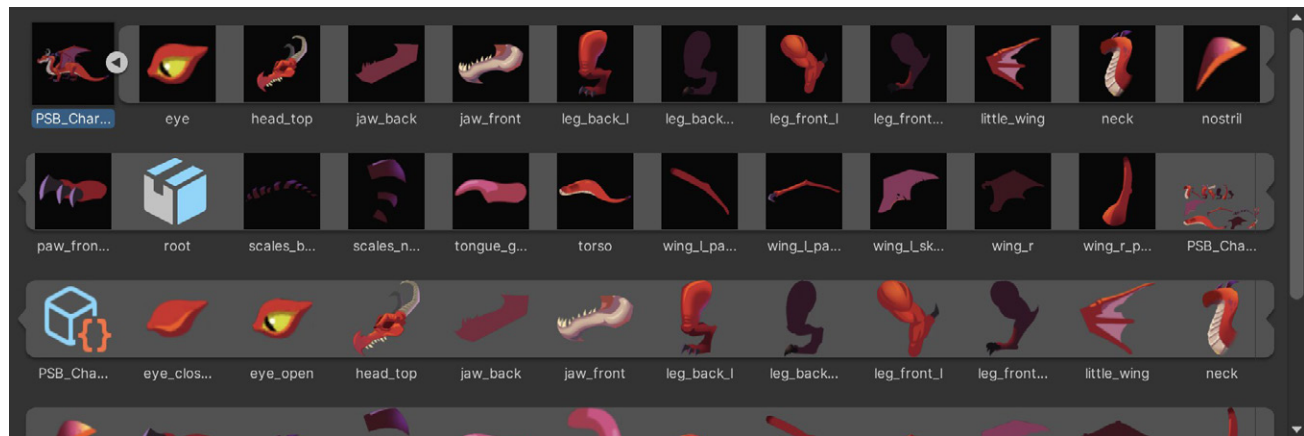 PSB_Char... eye head_top jaw_back jaw_front leg_back_l leg_back... leg_front_l leg_front... little_wing neck nostril
paw_fron... root scales_b... scales_n... tongue_g... torso wing_l_pa... wing_l_pa... wing_l_sk... wing_r wing_r_p... PSB_Cha...
{}
PSB_Cha... eye_clos... eye_open head_top jaw_back jaw_front leg_back_l leg_back... leg_front_l leg_front... little_wing neck